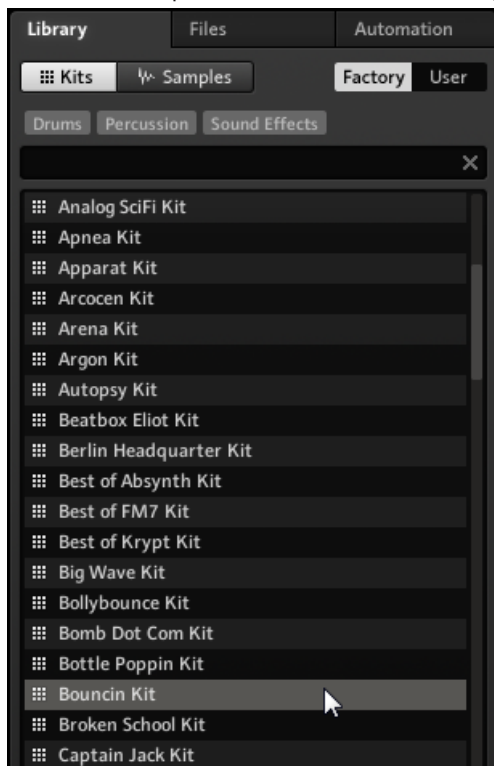 Library Files Automation
Kits Samples Factory User
Drums Percussion Sound Effects
Analog SciFi Kit
Apnea Kit
Apparat Kit
Arcocen Kit
Arena Kit
Argon Kit
Autopsy Kit
Beatbox Eliot Kit
Berlin Headquarter Kit
Best of Absynth Kit
Best of FM7 Kit
Best of Krypt Kit
Big Wave Kit
Bollybounce Kit
Bomb Dot Com Kit
Bottle Poppin Kit
Bouncin Kit
Broken School Kit
Captain Jack Kit